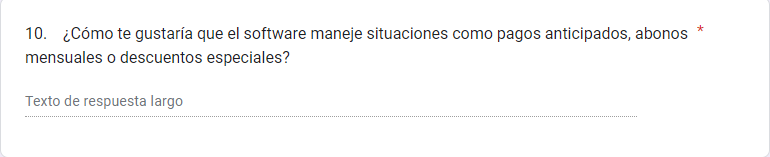 10. ¿Cómo te gustaría que el software maneje situaciones como pagos anticipados, abonos *
mensuales o descuentos especiales?
Texto de respuesta largo